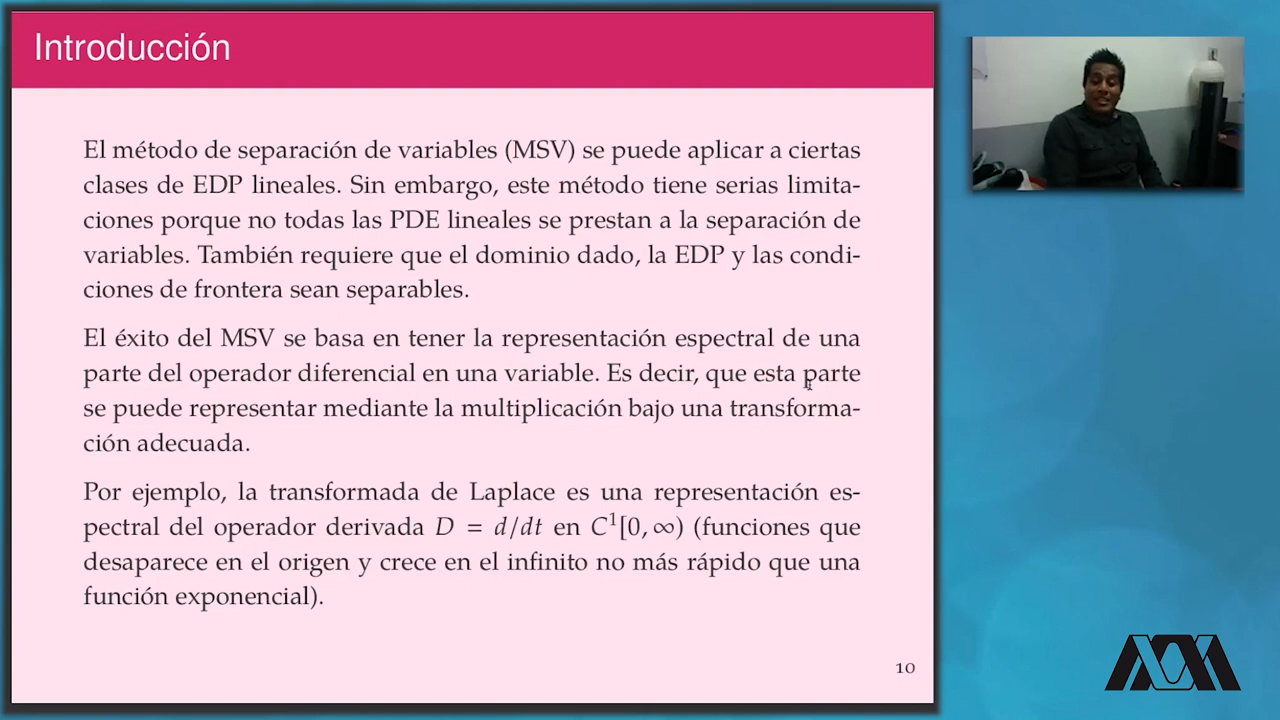 Introducción
El método de separación de variables (MSV) se puede aplicar a ciertas
clases de EDP lineales. Sin embargo, este método tiene serias limita-
ciones porque no todas las PDE lineales se prestan a la separación de
variables. También requiere que el dominio dado, la EDP y las condi-
ciones de frontera sean separables.
El éxito del MSV se basa en tener la representación espectral de una
parte del operador diferencial en una variable. Es decir, que esta parte
se puede representar mediante la multiplicación bajo una transforma-
ción adecuada.
Por ejemplo, la transformada de Laplace es una representación es-
pectral del operador derivada D = d/dt en C¹[0, ∞) (funciones que
desaparece en el origen y crece en el infinito no más rápido que una
función exponencial).
10